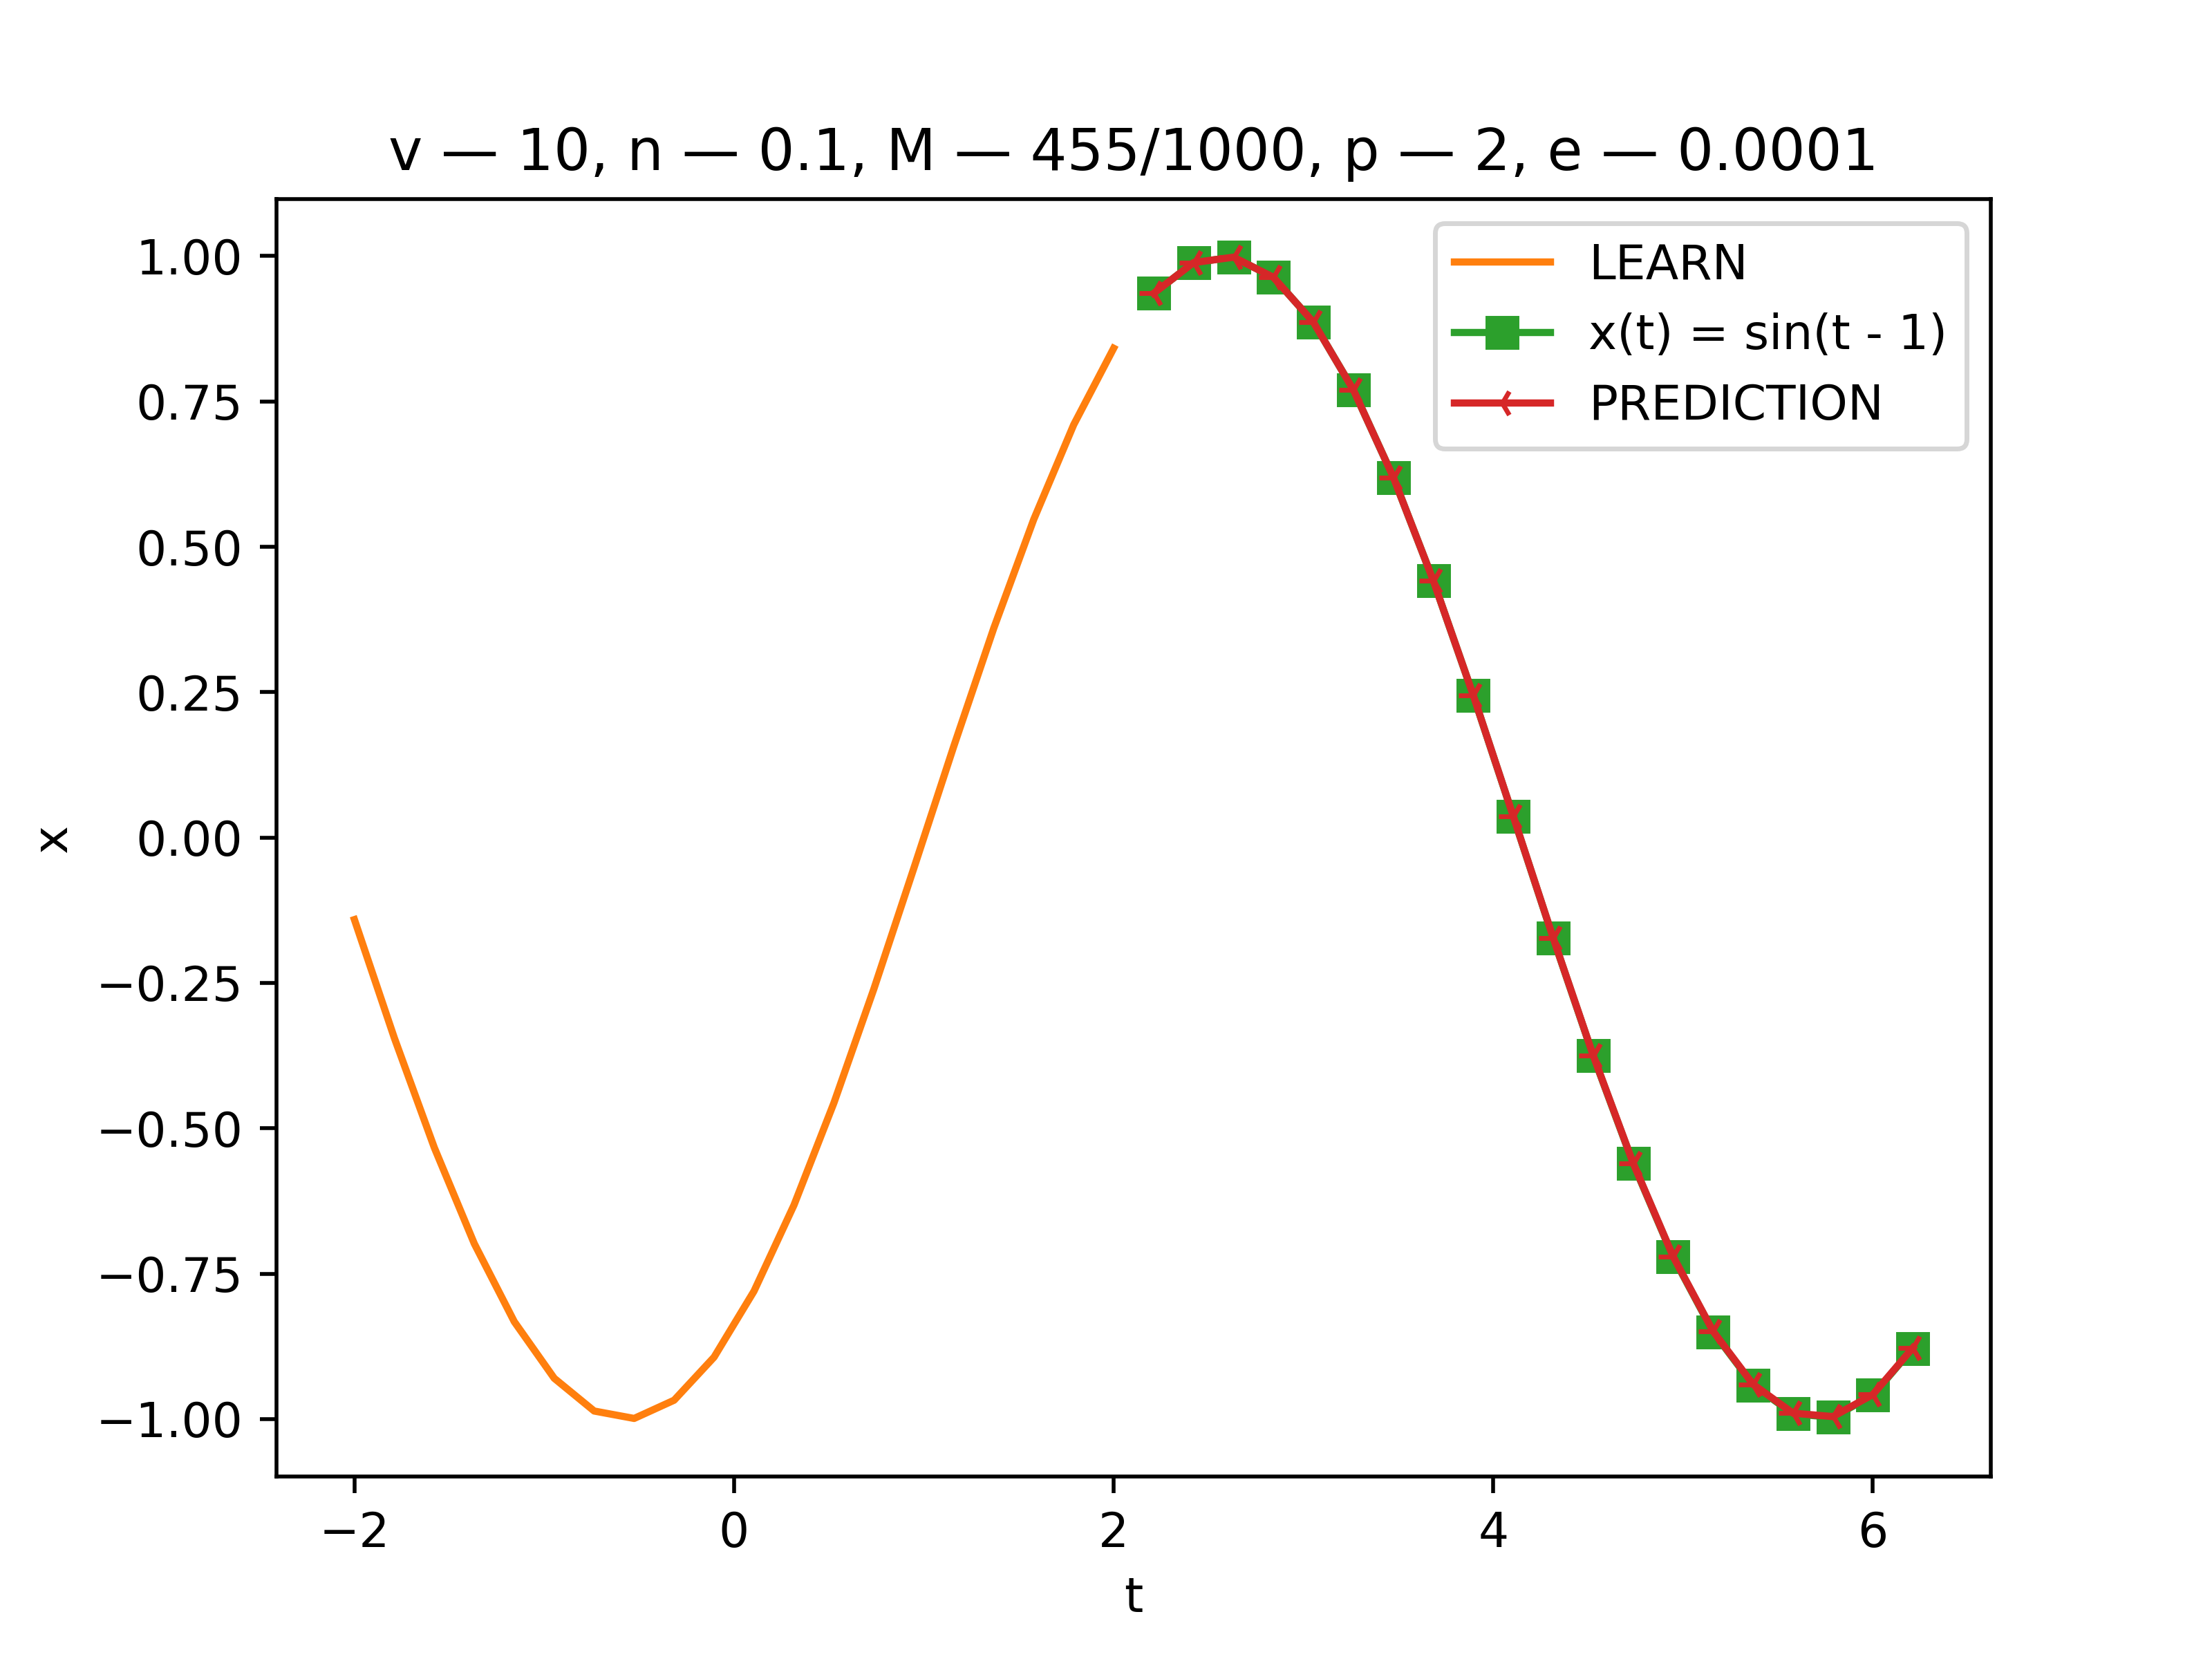 v — 10, n — 0.1, M — 455/1000, p — 2, e — 0.0001
LEARN
x(t) = sin(t - 1)
PREDICTION
1.00
0.75
0.50
0.25
0.00
−0.25
−0.50
−0.75
−1.00
x
−2 0 2 4 6
t